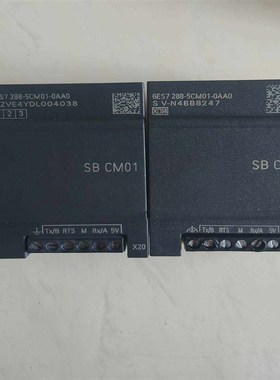 6ES7 288-5CM01-0AA0
ZVE4YDL004038
2 3
SB CM01
Tx/B RTS M Rx/A 5V
X20
6ES7 288-5CM01-0AA0
S V-N4BB8247
SB CM01
Tx/B RTS M Rx/A 5V